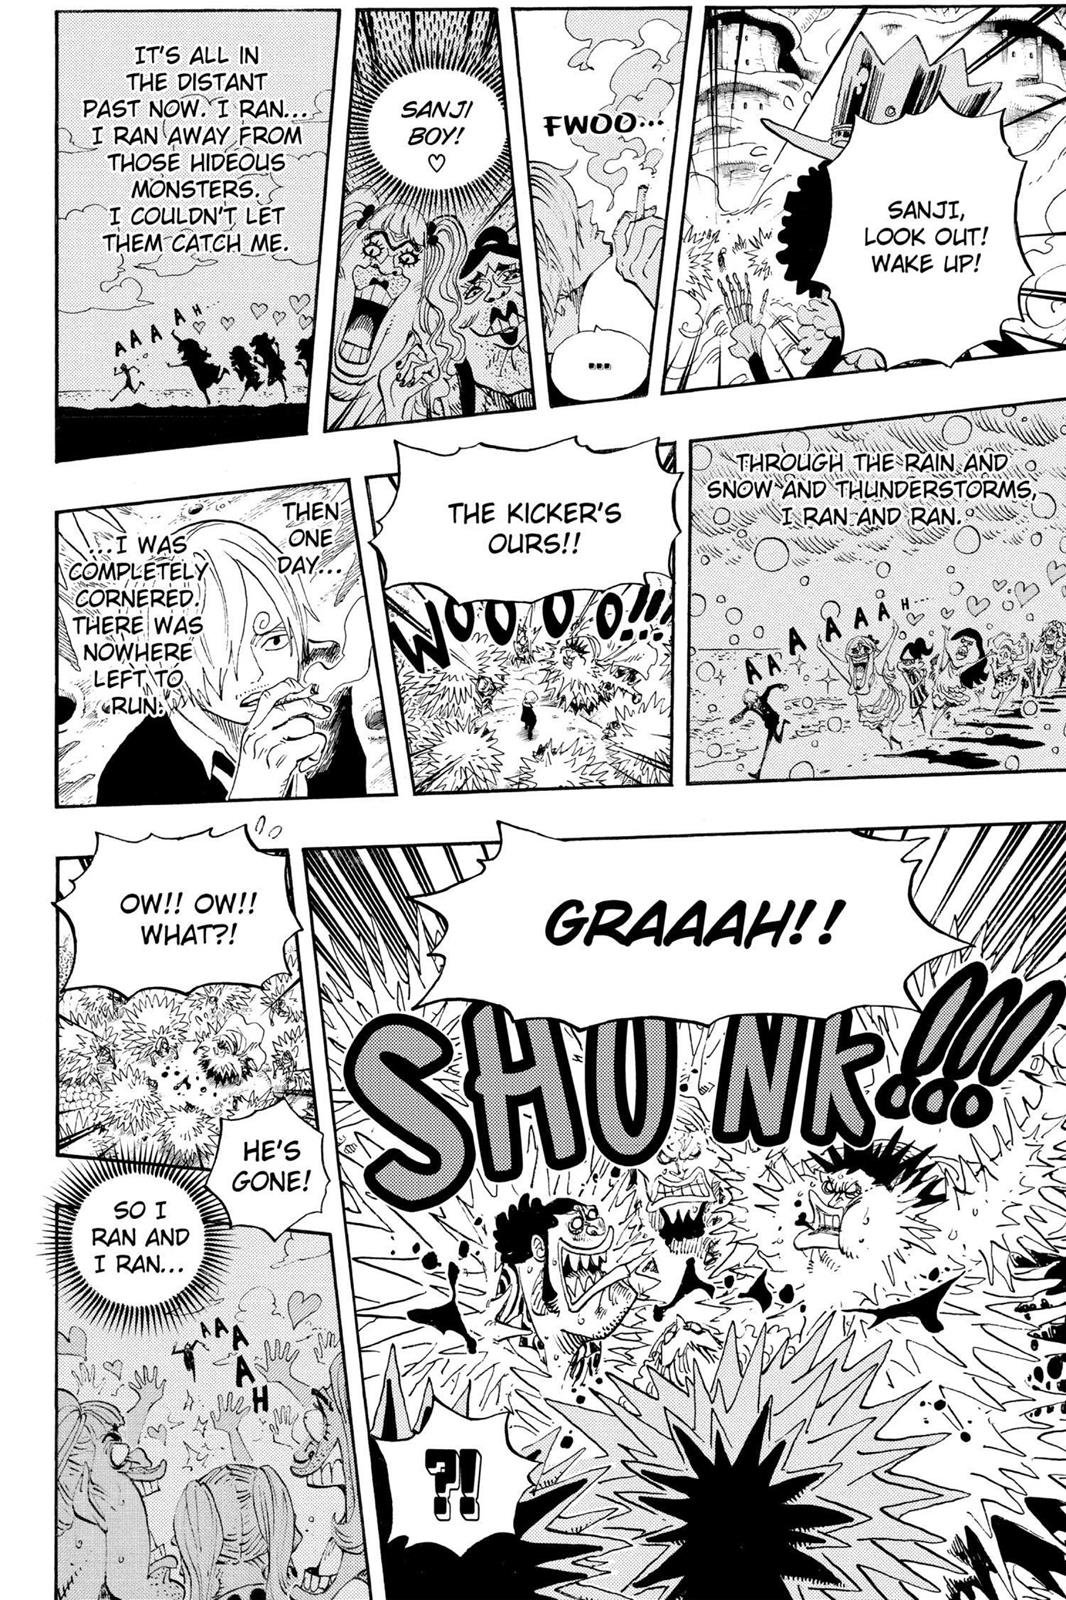 SANJI,
LOOK OUT!
WAKE UP!
FWOO...
...
SANJI
BOY!
♡
IT'S ALL IN
THE DISTANT
PAST NOW. I RAN...
I RAN AWAY FROM
THOSE HIDEOUS
MONSTERS.
I COULDN'T LET
THEM CATCH ME.
AAAAH
THROUGH THE RAIN AND
SNOW AND THUNDERSTORMS,
I RAN AND RAN.
AAAAAH...
THE KICKER'S
OURS!!
WOOOO!!!
THEN
ONE
DAY...
...I WAS
COMPLETELY
CORNERED.
THERE WAS
NOWHERE
LEFT TO
RUN.
GRAAAH!!
SHUNK!!!
?!
OW!! OW!!
WHAT?!
HE'S
GONE!
SO I
RAN AND
I RAN...
AAAAH